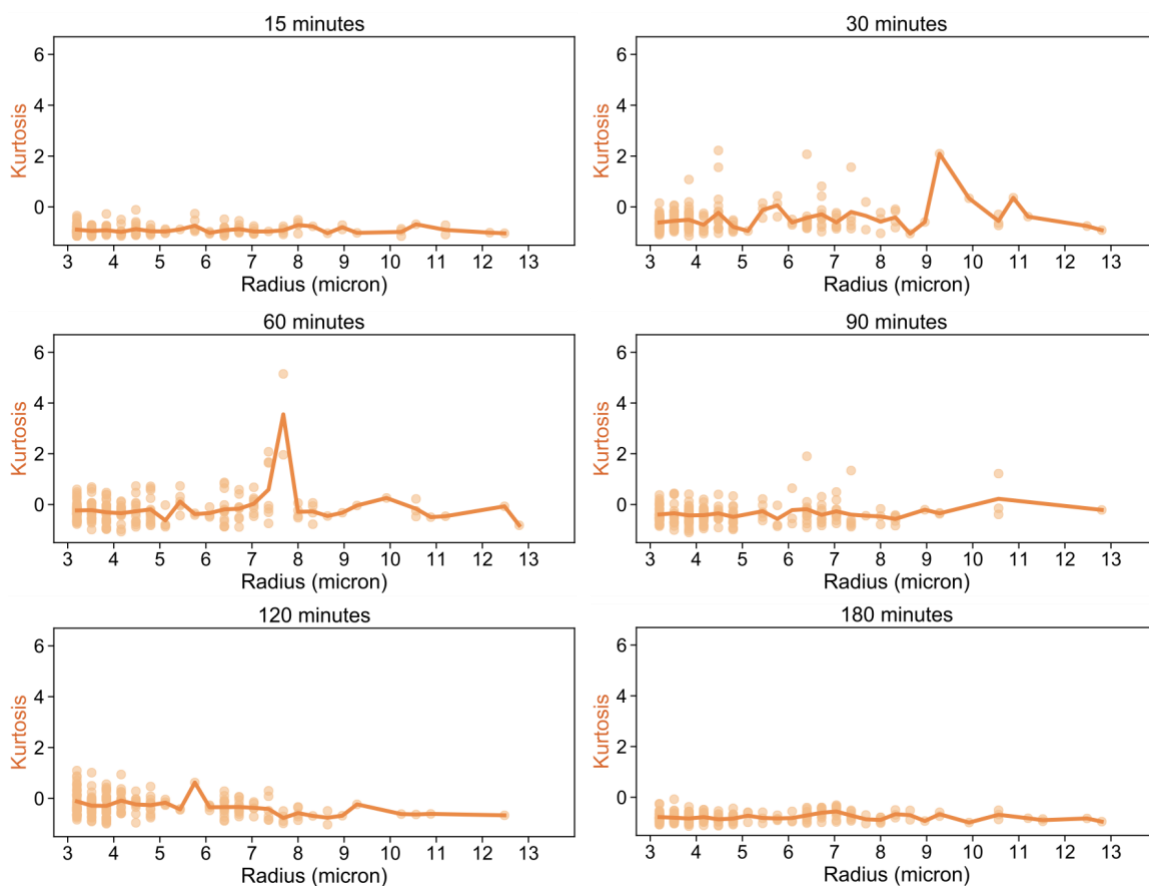 15 minutes
6
4
2
0
Kurtosis
3 4 5 6 7 8 9 10 11 12 13
Radius (micron)
30 minutes
6
4
2
0
Kurtosis
3 4 5 6 7 8 9 10 11 12 13
Radius (micron)
60 minutes
6
4
2
0
Kurtosis
3 4 5 6 7 8 9 10 11 12 13
Radius (micron)
90 minutes
6
4
2
0
Kurtosis
3 4 5 6 7 8 9 10 11 12 13
Radius (micron)
120 minutes
6
4
2
0
Kurtosis
3 4 5 6 7 8 9 10 11 12 13
Radius (micron)
180 minutes
6
4
2
0
Kurtosis
3 4 5 6 7 8 9 10 11 12 13
Radius (micron)